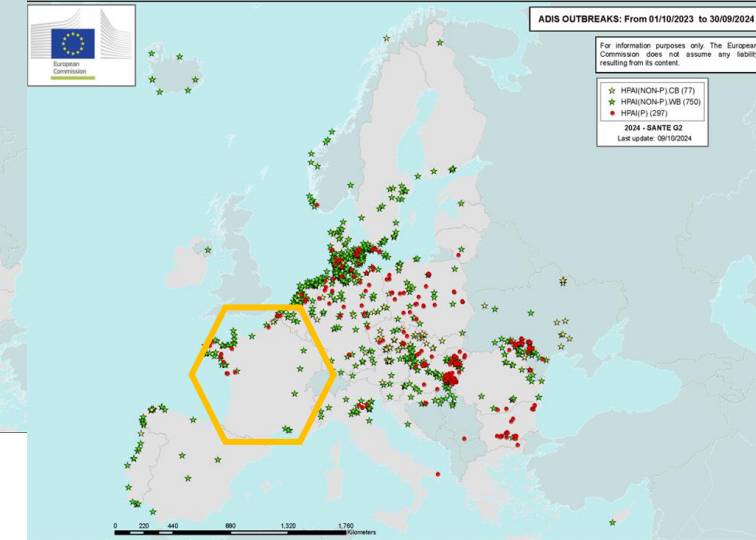 European
Commission
ADIS OUTBREAKS: From 01/10/2023 to 30/09/2024
For information purposes only. The European
Commission does not assume any liability
resulting from its content.
HPAI(NON-P).CB (77)
HPAI(NON-P).WB (750)
HPAI(P) (297)
2024 - SANTE G2
Last update: 09/10/2024
0 220 440 880 1,320 1,760
Kilometers